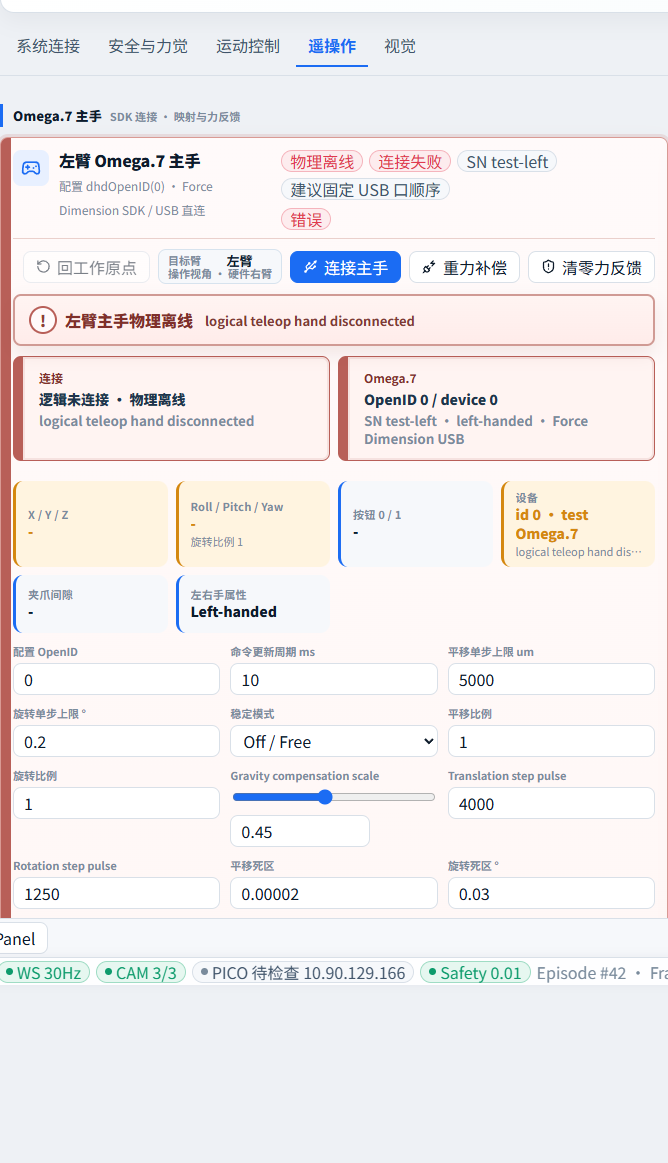 系统连接 安全与力觉 运动控制 遥操作 视觉
Omega.7 主手 SDK 连接 · 映射与力反馈
左臂 Omega.7 主手
配置 dhdOpenID(0) · Force
Dimension SDK / USB 直连
物理离线 连接失败 SN test-left
建议固定 USB 口顺序
错误
回工作原点
目标臂 左臂
操作视角 · 硬件右臂
连接主手
重力补偿
清零力反馈
! 左臂主手物理离线 logical teleop hand disconnected
连接
逻辑未连接 · 物理离线
logical teleop hand disconnected
Omega.7
OpenID 0 / device 0
SN test-left · left-handed · Force
Dimension USB
X / Y / Z
-
Roll / Pitch / Yaw
-
旋转比例 1
按钮 0 / 1
-
设备
id 0 · test
Omega.7
logical teleop hand dis···
夹爪间隙
-
左右手属性
Left-handed
配置 OpenID
0
命令更新周期 ms
10
平移单步上限 um
5000
旋转单步上限 °
0.2
稳定模式
Off / Free
平移比例
1
旋转比例
1
Gravity compensation scale
0.45
Translation step pulse
4000
Rotation step pulse
1250
平移死区
0.00002
旋转死区 °
0.03
Panel
WS 30Hz CAM 3/3 PICO 待检查 10.90.129.166 Safety 0.01 Episode #42 · Fra